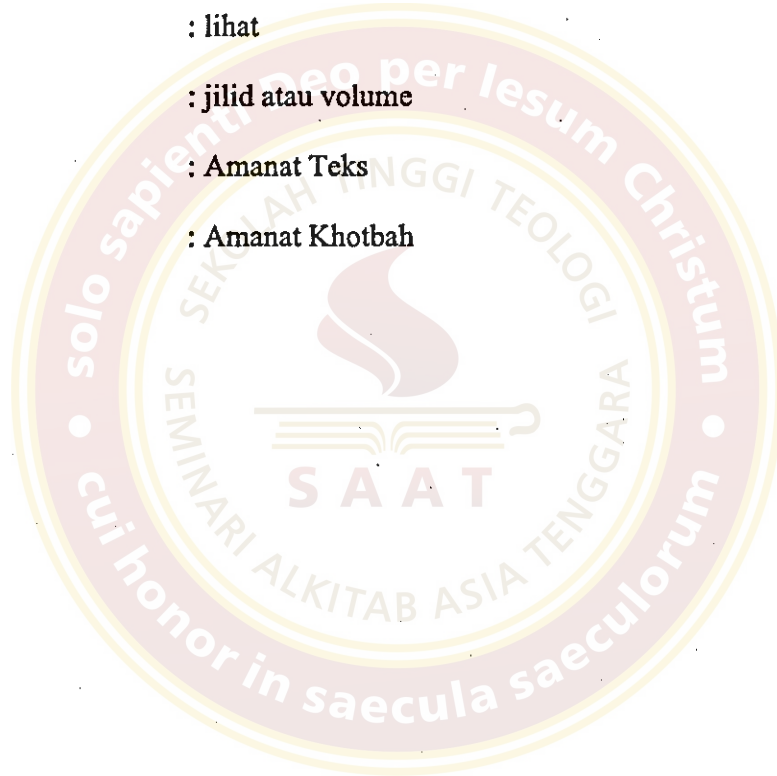 : lihat
: jilid atau volume
: Amanat Teks
: Amanat Khotbah
solo sapienti Deo per Iesum Christum
cui honor in saecula saeculorum
SEKOLAH TINGGI TEOLOGI
SEMINARI ALKITAB ASIA TENGGARA
SAAT